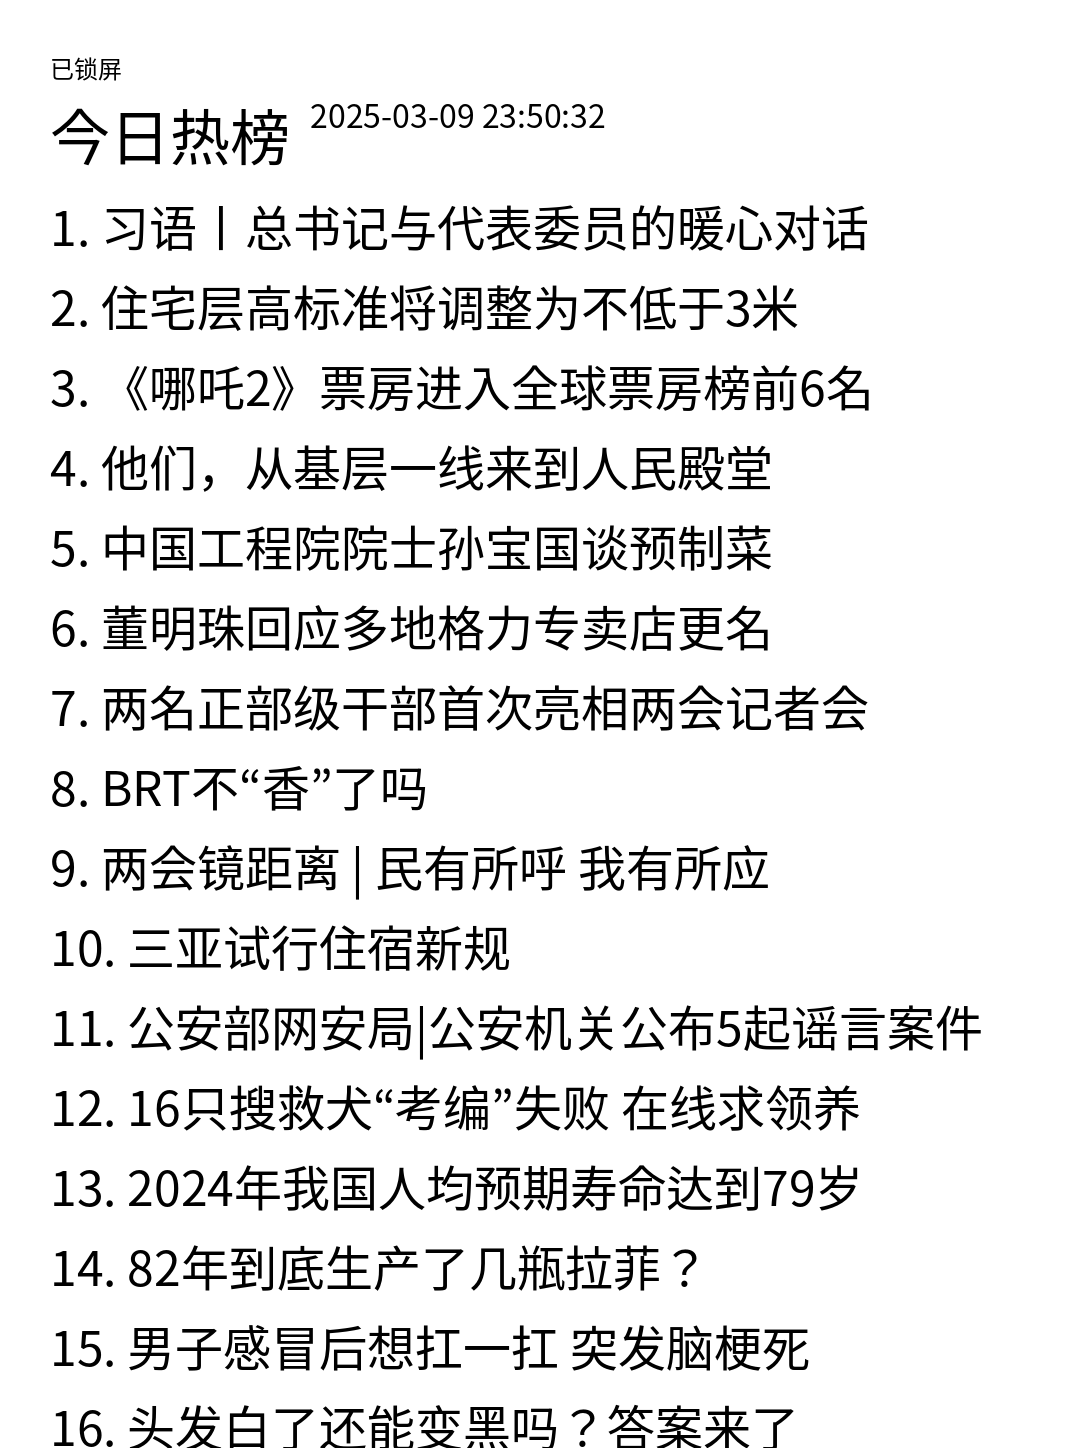 已锁屏
今日热榜 2025-03-09 23:50:32
1. 习语丨总书记与代表委员的暖心对话
2. 住宅层高标准将调整为不低于3米
3. 《哪吒2》票房进入全球票房榜前6名
4. 他们，从基层一线来到人民殿堂
5. 中国工程院院士孙宝国谈预制菜
6. 董明珠回应多地格力专卖店更名
7. 两名正部级干部首次亮相两会记者会
8. BRT不“香”了吗
9. 两会镜距离 | 民有所呼 我有所应
10. 三亚试行住宿新规
11. 公安部网安局|公安机关公布5起谣言案件
12. 16只搜救犬“考编”失败 在线求领养
13. 2024年我国人均预期寿命达到79岁
14. 82年到底生产了几瓶拉菲？
15. 男子感冒后想扛一扛 突发脑梗死
16. 头发白了还能变黑吗？答案来了